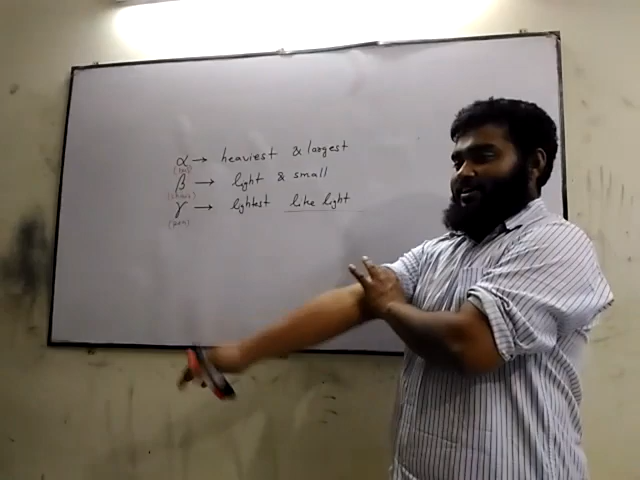 α → heaviest & largest
β → light & small
γ → lightest like light